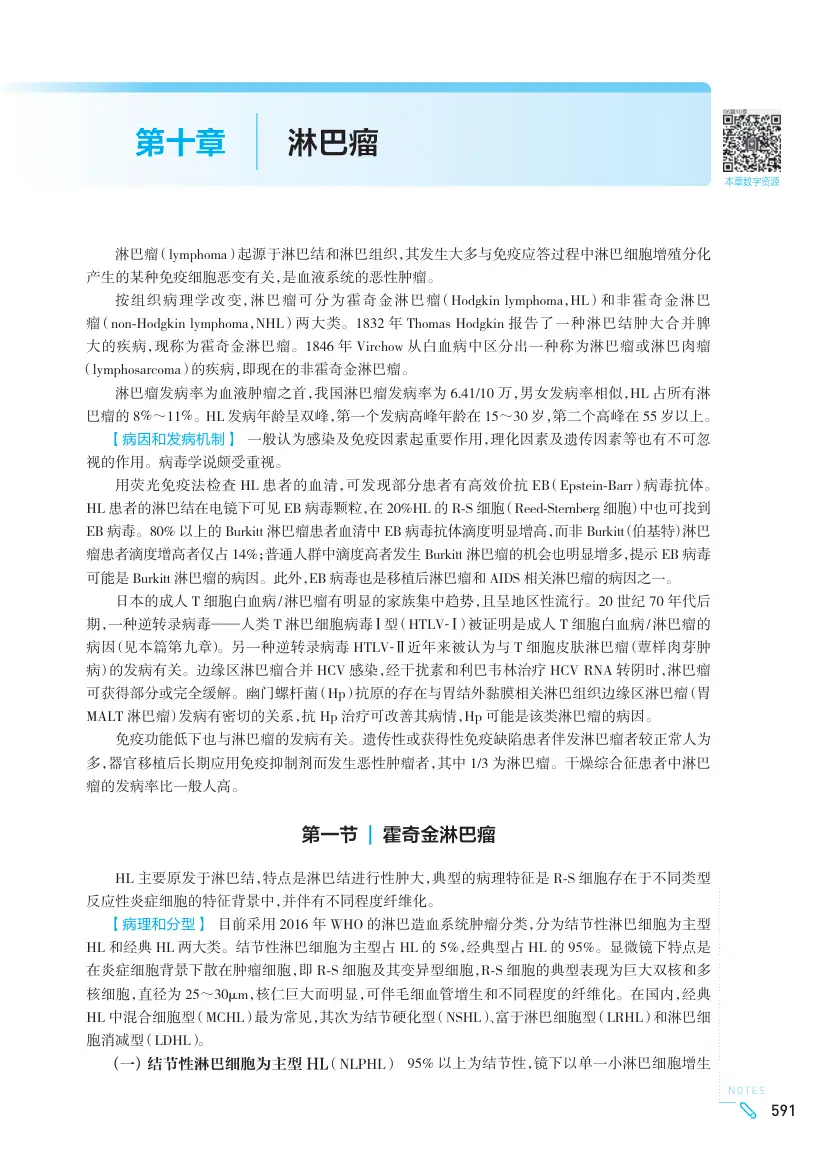 第十章
淋巴瘤
本章数字资源
淋巴瘤（lymphoma）起源于淋巴结和淋巴组织，其发生大多与免疫应答过程中淋巴细胞增殖分化
产生的某种免疫细胞恶变有关，是血液系统的恶性肿瘤。
按组织病理学改变，淋巴瘤可分为霍奇金淋巴瘤（Hodgkin lymphoma，HL）和非霍奇金淋巴
瘤（non-Hodgkin lymphoma，NHL）两大类。1832 年 Thomas Hodgkin 报告了一种淋巴结肿大合并脾
大的疾病，现称为霍奇金淋巴瘤。1846 年 Virchow 从白血病中区分出一种称为淋巴瘤或淋巴肉瘤
（lymphosarcoma）的疾病，即现在的非霍奇金淋巴瘤。
淋巴瘤发病率为血液肿瘤之首，我国淋巴瘤发病率为 6.41/10 万，男女发病率相似，HL 占所有淋
巴瘤的 8%～11%。HL 发病年龄呈双峰，第一个发病高峰年龄在 15～30 岁，第二个高峰在 55 岁以上。
【病因和发病机制】 一般认为感染及免疫因素起重要作用，理化因素及遗传因素等也有不可忽
视的作用。病毒学说颇受重视。
用荧光免疫法检查 HL 患者的血清，可发现部分患者有高效价抗 EB（Epstein-Barr）病毒抗体。
HL 患者的淋巴结在电镜下可见 EB 病毒颗粒，在 20%HL 的 R-S 细胞（Reed-Sternberg 细胞）中也可找到
EB 病毒。80% 以上的 Burkitt 淋巴瘤患者血清中 EB 病毒抗体滴度明显增高，而非 Burkitt（伯基特）淋巴
瘤患者滴度增高者仅占 14%；普通人群中滴度高者发生 Burkitt 淋巴瘤的机会也明显增多，提示 EB 病毒
可能是 Burkitt 淋巴瘤的病因。此外，EB 病毒也是移植后淋巴瘤和 AIDS 相关淋巴瘤的病因之一。
日本的成人 T 细胞白血病/淋巴瘤有明显的家族集中趋势，且呈地区性流行。20 世纪 70 年代后
期，一种逆转录病毒——人类 T 淋巴细胞病毒Ⅰ型（HTLV-Ⅰ）被证明是成人 T 细胞白血病/淋巴瘤的
病因（见本篇第九章）。另一种逆转录病毒 HTLV-Ⅱ近年来被认为与 T 细胞皮肤淋巴瘤（蕈样肉芽肿
病）的发病有关。边缘区淋巴瘤合并 HCV 感染，经干扰素和利巴韦林治疗 HCV RNA 转阴时，淋巴瘤
可获得部分或完全缓解。幽门螺杆菌（Hp）抗原的存在与胃结外黏膜相关淋巴组织边缘区淋巴瘤（胃
MALT 淋巴瘤）发病有密切的关系，抗 Hp 治疗可改善其病情，Hp 可能是该类淋巴瘤的病因。
免疫功能低下也与淋巴瘤的发病有关。遗传性或获得性免疫缺陷患者伴发淋巴瘤者较正常人为
多，器官移植后长期应用免疫抑制剂而发生恶性肿瘤者，其中 1/3 为淋巴瘤。干燥综合征患者中淋巴
瘤的发病率比一般人高。
第一节 | 霍奇金淋巴瘤
HL 主要原发于淋巴结，特点是淋巴结进行性肿大，典型的病理特征是 R-S 细胞存在于不同类型
反应性炎症细胞的特征背景中，并伴有不同程度纤维化。
【病理和分型】 目前采用 2016 年 WHO 的淋巴造血系统肿瘤分类，分为结节性淋巴细胞为主型
HL 和经典 HL 两大类。结节性淋巴细胞为主型占 HL 的 5%，经典型占 HL 的 95%。显微镜下特点是
在炎症细胞背景下散在肿瘤细胞，即 R-S 细胞及其变异型细胞，R-S 细胞的典型表现为巨大双核和多
核细胞，直径为 25～30μm，核仁巨大而明显，可伴毛细血管增生和不同程度的纤维化。在国内，经典
HL 中混合细胞型（MCHL）最为常见，其次为结节硬化型（NSHL）、富于淋巴细胞型（LRHL）和淋巴细
胞消减型（LDHL）。
（一）结节性淋巴细胞为主型 HL（NLPHL） 95% 以上为结节性，镜下以单一小淋巴细胞增生
NOTES
591